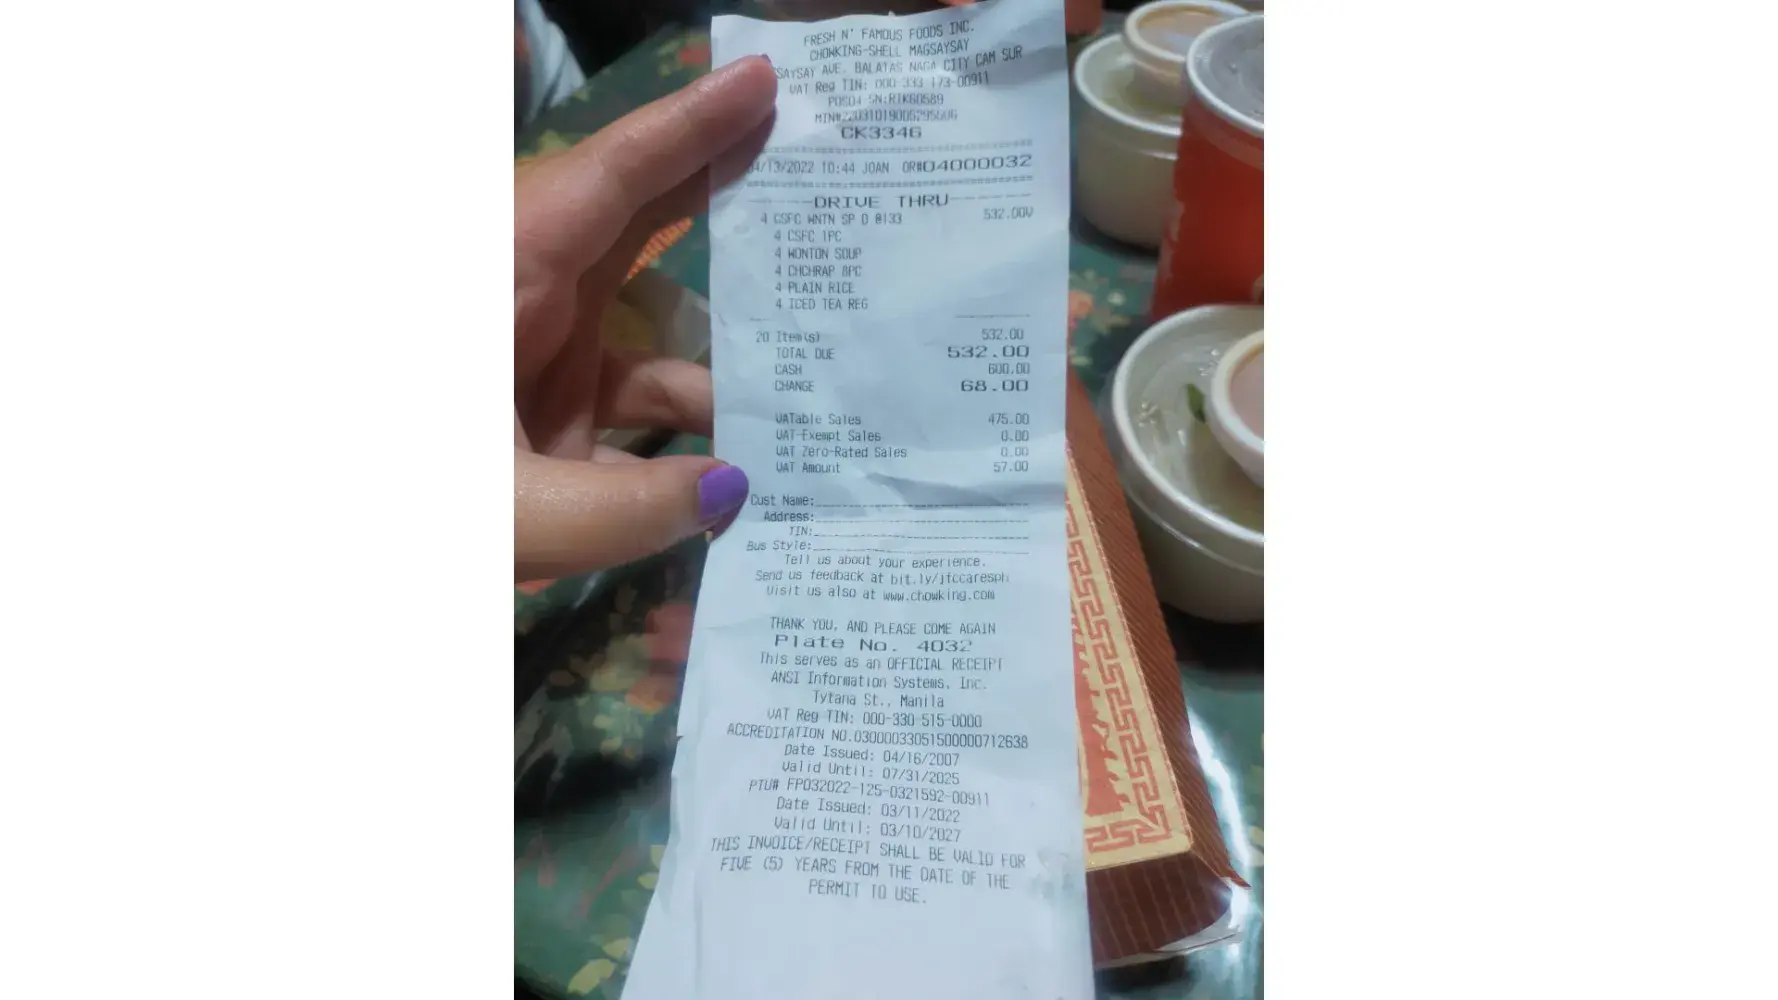 FRESH N' FAMOUS FOODS INC.
CHOWKING-SHELL MAGSAYSAY
SAYSAY AVE. BALATAS NAGA CITY CAM SUR
VAT Reg TIN: 000-333-173-00911
POS04 SN:RTK60589
CK3346
4/13/2022 10:44 JOAN OR#04000032
DRIVE THRU
4 CSFC WNTN SP D @133 532.00V
4 CSFC 1PC
4 WONTON SOUP
4 CHCHRAP 8PC
4 PLAIN RICE
4 ICED TEA REG
20 Item(s) 532.00
TOTAL DUE 532.00
CASH 600.00
CHANGE 68.00
VATable Sales 475.00
VAT-Exempt Sales 0.00
VAT Zero-Rated Sales 0.00
VAT Amount 57.00
Cust Name:
Address:
TIN:
Bus Style:
Tell us about your experience.
Send us feedback at bit.ly/jfccaresph
Visit us also at www.chowking.com
THANK YOU, AND PLEASE COME AGAIN
Plate No. 4032
This serves as an OFFICIAL RECEIPT
ANSI Information Systems, Inc.
Tytana St., Manila
VAT Reg TIN: 000-330-515-0000
ACCREDITATION NO.03000033051500000712638
Date Issued: 04/16/2007
Valid Until: 07/31/2025
PTU# FP032022-125-0321592-00911
Date Issued: 03/11/2022
Valid Until: 03/10/2027
THIS INVOICE/RECEIPT SHALL BE VALID FOR
FIVE (5) YEARS FROM THE DATE OF THE
PERMIT TO USE.